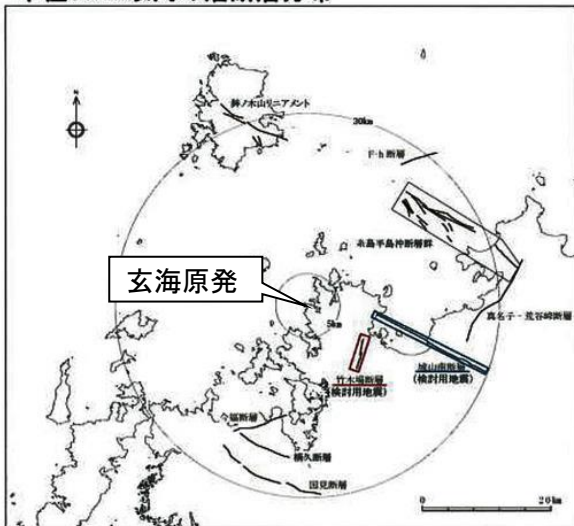 鉾ノ木山リニアメント
30km
F-h断層
糸島半島沖断層群
玄海原発
5km
真名子-荒谷峠断層
竹木場断層
(検討用地震)
城山南断層
(検討用地震)
今福断層
楠久断層
国見断層
0
20km